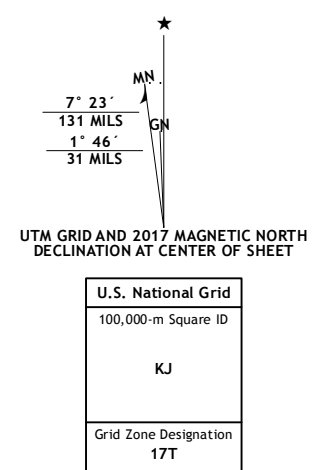 ★
MN
7° 23´
131 MILS
GN
1° 46´
31 MILS
UTM GRID AND 2017 MAGNETIC NORTH
DECLINATION AT CENTER OF SHEET
U.S. National Grid
100,000-m Square ID
KJ
Grid Zone Designation
17T